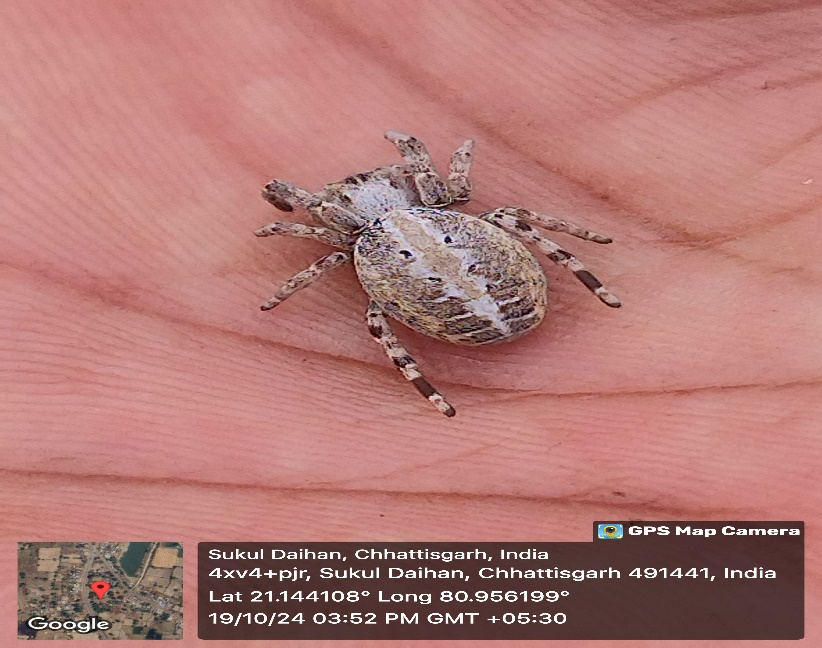 GPS Map Camera
Sukul Daihan, Chhattisgarh, India
4xv4+pjr, Sukul Daihan, Chhattisgarh 491441, India
Lat 21.144108° Long 80.956199°
19/10/24 03:52 PM GMT +05:30
Google